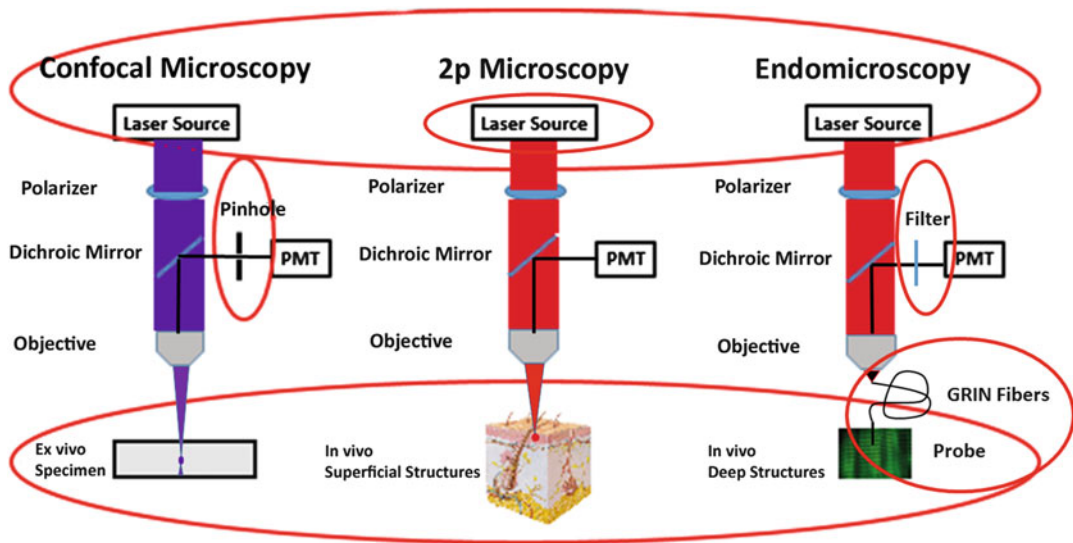 Confocal Microscopy
2p Microscopy
Endomicroscopy
Laser Source
Laser Source
Laser Source
Polarizer
Polarizer
Polarizer
Pinhole
Filter
Dichroic Mirror
PMT
Dichroic Mirror
PMT
Dichroic Mirror
PMT
Objective
Objective
Objective
GRIN Fibers
Ex vivo
Specimen
In vivo
Superficial Structures
In vivo
Deep Structures
Probe